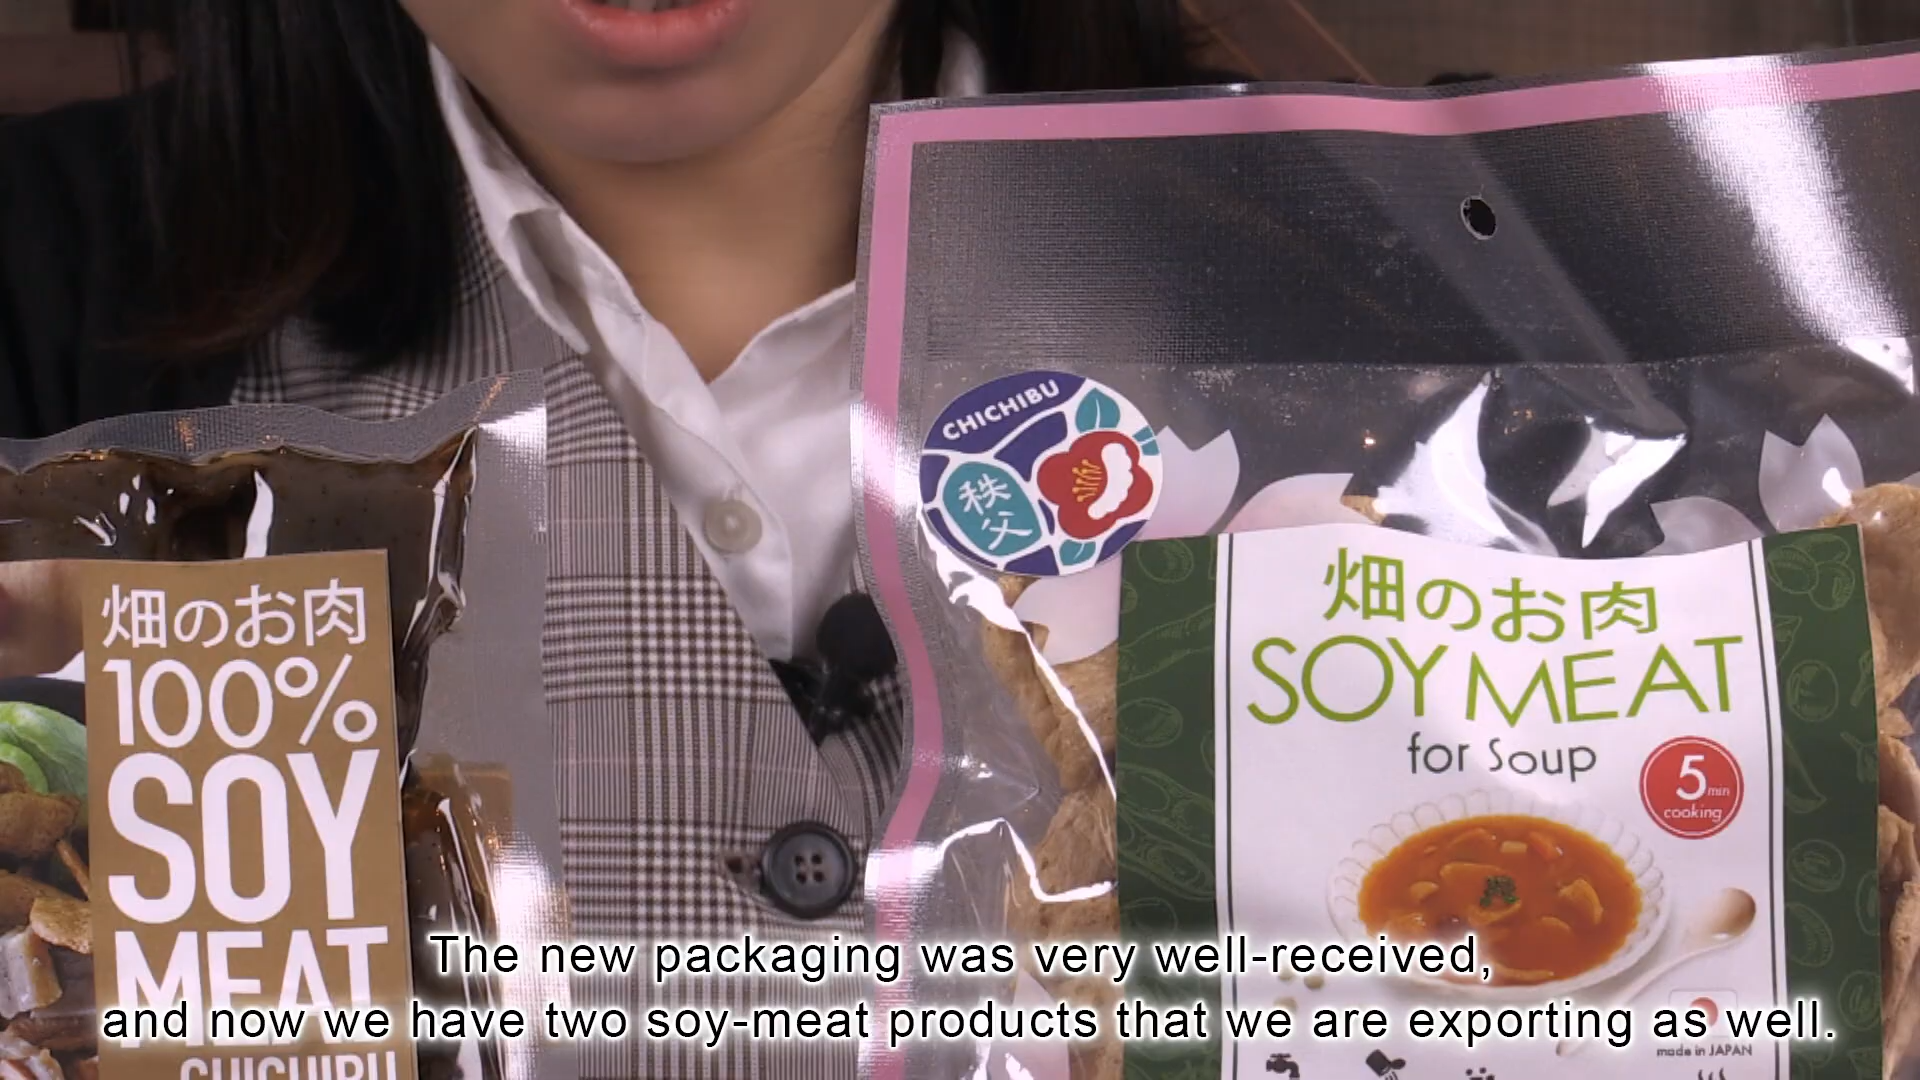 CHICHIBU
秩父
畑のお肉
100%
SOY
MEAT
CHICHIBU
畑のお肉
SOY MEAT
for Soup
5 min
cooking
made in JAPAN
The new packaging was very well-received,
and now we have two soy-meat products that we are exporting as well.